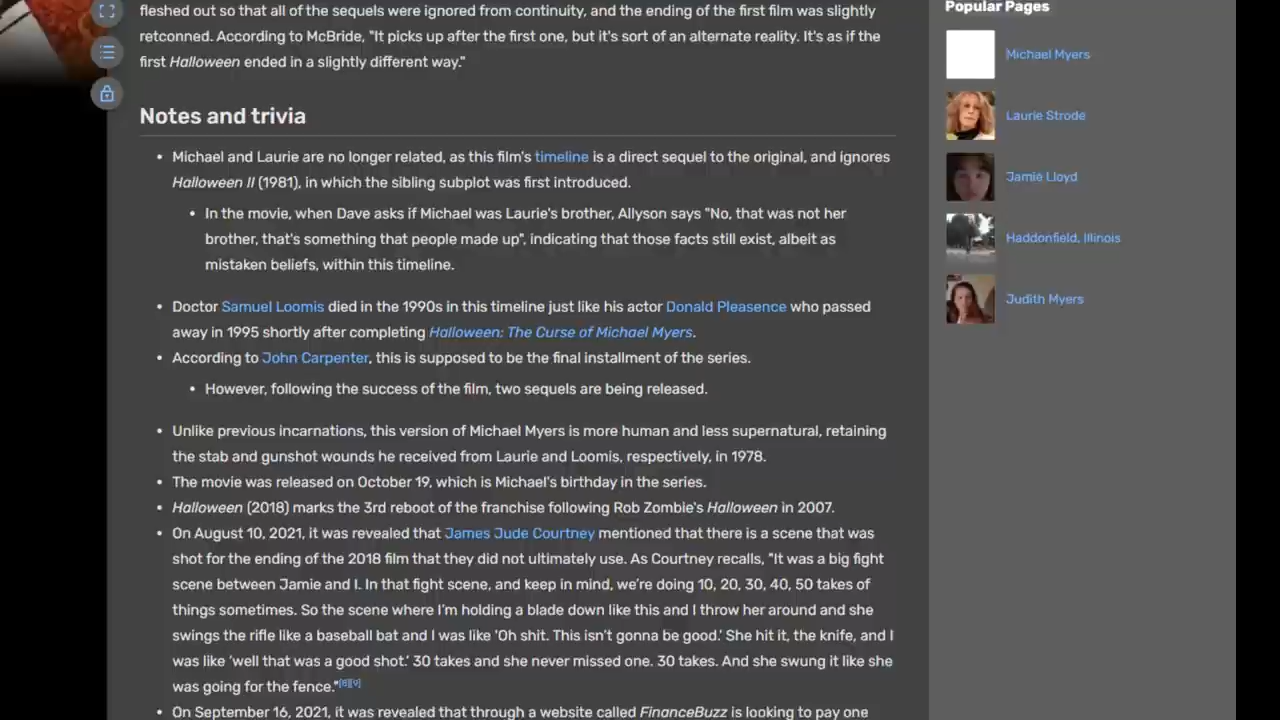 fleshed out so that all of the sequels were ignored from continuity, and the ending of the first film was slightly
retconned. According to McBride, "It picks up after the first one, but it's sort of an alternate reality. It's as if the
first Halloween ended in a slightly different way."
Notes and trivia
• Michael and Laurie are no longer related, as this film's timeline is a direct sequel to the original, and ignores
Halloween II (1981), in which the sibling subplot was first introduced.
• In the movie, when Dave asks if Michael was Laurie's brother, Allyson says "No, that was not her
brother, that's something that people made up", indicating that those facts still exist, albeit as
mistaken beliefs, within this timeline.
• Doctor Samuel Loomis died in the 1990s in this timeline just like his actor Donald Pleasence who passed
away in 1995 shortly after completing Halloween: The Curse of Michael Myers.
• According to John Carpenter, this is supposed to be the final installment of the series.
• However, following the success of the film, two sequels are being released.
• Unlike previous incarnations, this version of Michael Myers is more human and less supernatural, retaining
the stab and gunshot wounds he received from Laurie and Loomis, respectively, in 1978.
• The movie was released on October 19, which is Michael's birthday in the series.
• Halloween (2018) marks the 3rd reboot of the franchise following Rob Zombie's Halloween in 2007.
• On August 10, 2021, it was revealed that James Jude Courtney mentioned that there is a scene that was
shot for the ending of the 2018 film that they did not ultimately use. As Courtney recalls, "It was a big fight
scene between Jamie and I. In that fight scene, and keep in mind, we're doing 10, 20, 30, 40, 50 takes of
things sometimes. So the scene where I'm holding a blade down like this and I throw her around and she
swings the rifle like a baseball bat and I was like 'Oh shit. This isn't gonna be good.' She hit it, the knife, and I
was like 'well that was a good shot.' 30 takes and she never missed one. 30 takes. And she swung it like she
was going for the fence."[8][9]
• On September 16, 2021, it was revealed that through a website called FinanceBuzz is looking to pay one
Popular Pages
Michael Myers
Laurie Strode
Jamie Lloyd
Haddonfield, Illinois
Judith Myers